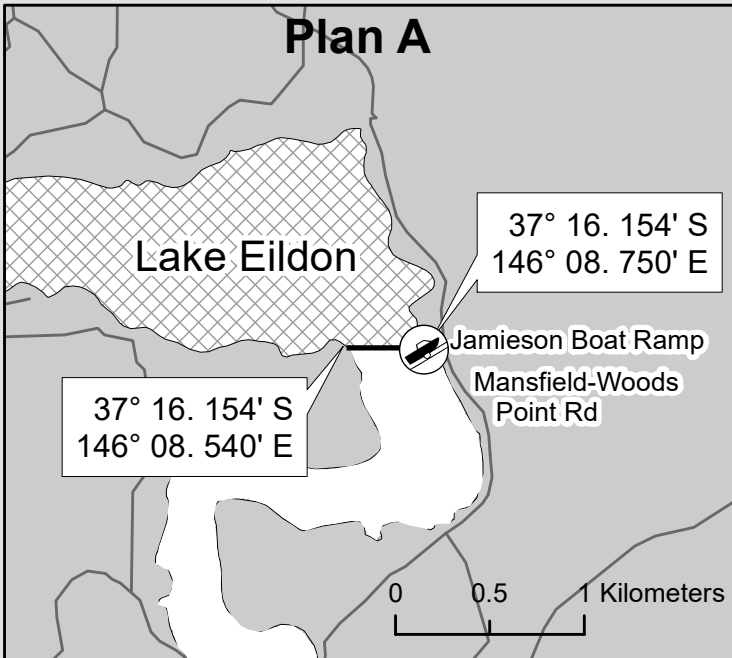 Plan A
37° 16. 154' S
146° 08. 750' E
Lake Eildon
Jamieson Boat Ramp
Mansfield-Woods
Point Rd
37° 16. 154' S
146° 08. 540' E
0 0.5 1 Kilometers